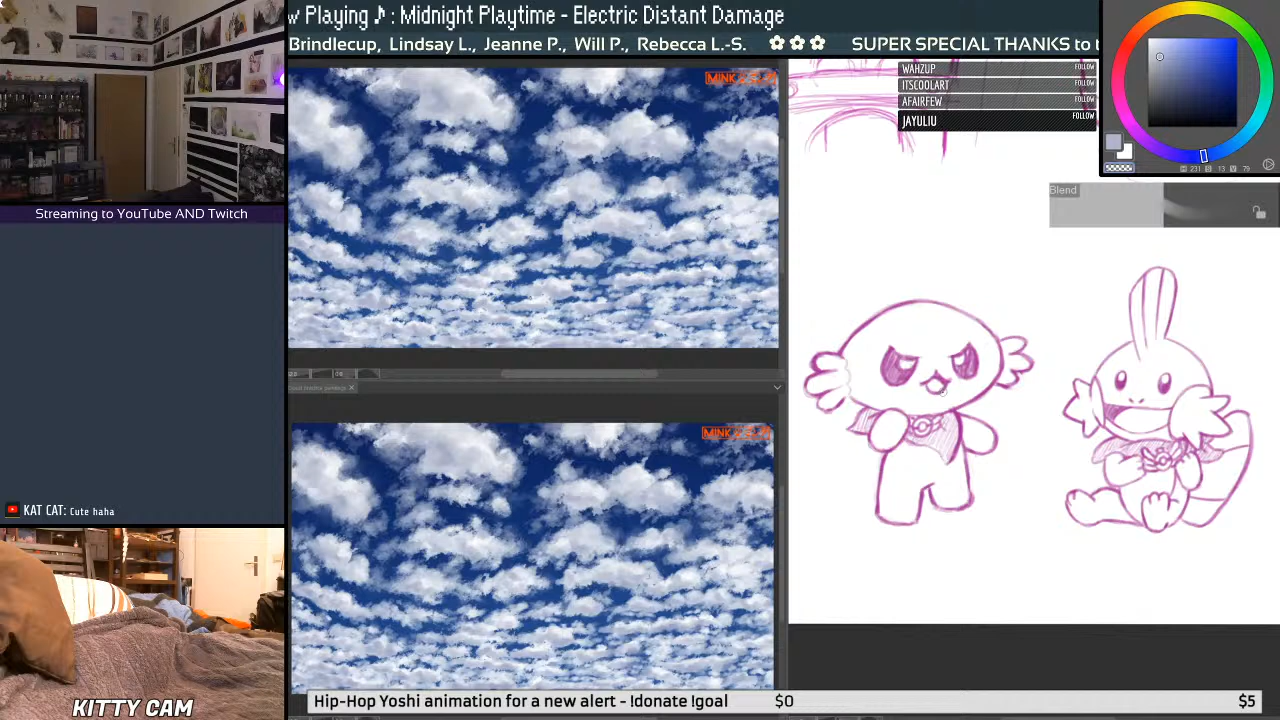 w Playing ♪ : Midnight Playtime - Electric Distant Damage
Brindlecup, Lindsay L., Jeanne P., Will P., Rebecca L.-S. ✿ ✿ ✿ SUPER SPECIAL THANKS to t
WAHZUP FOLLOW
ITSCOOLART FOLLOW
AFAIRFEW FOLLOW
JAYULIU FOLLOW
Blend
Streaming to YouTube AND Twitch
KAT CAT: Cute haha
KITTY CAM
Hip-Hop Yoshi animation for a new alert - !donate !goal $0 $5